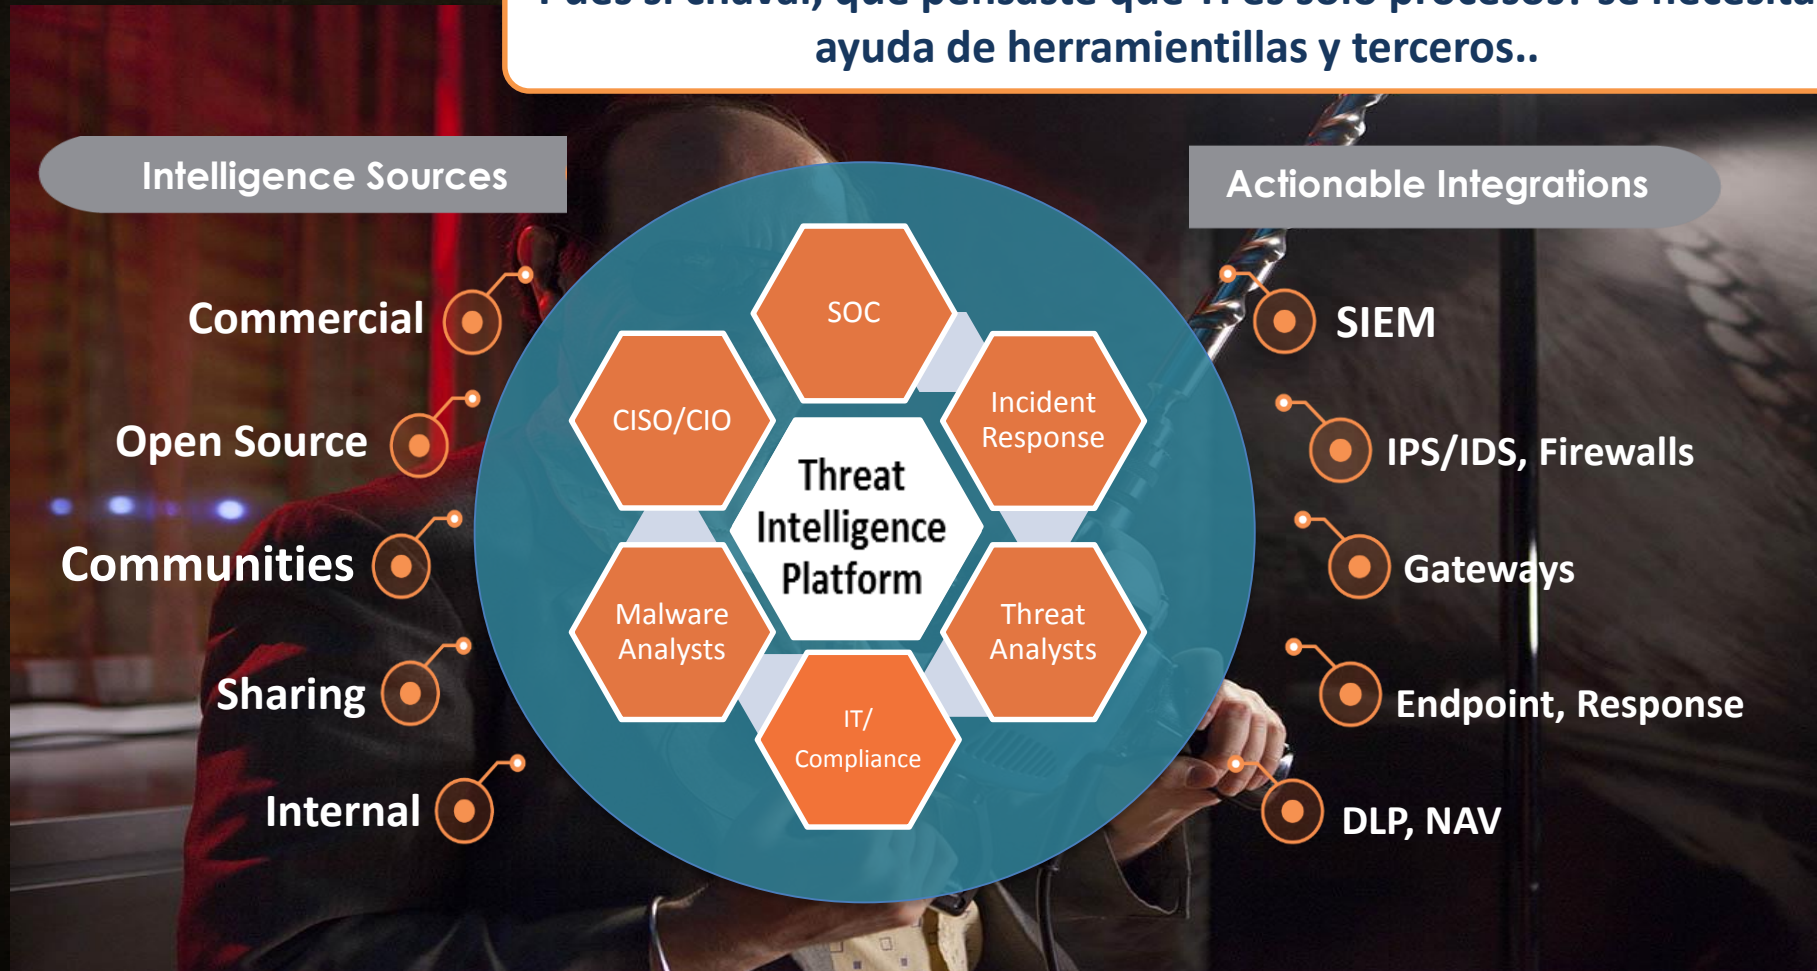 ayuda de herramientillas y terceros..
Intelligence Sources
Actionable Integrations
Commercial
Open Source
Communities
Sharing
Internal
SOC
CISO/CIO
Incident
Response
Threat
Intelligence
Platform
Malware
Analysts
Threat
Analysts
IT/
Compliance
SIEM
IPS/IDS, Firewalls
Gateways
Endpoint, Response
DLP, NAV